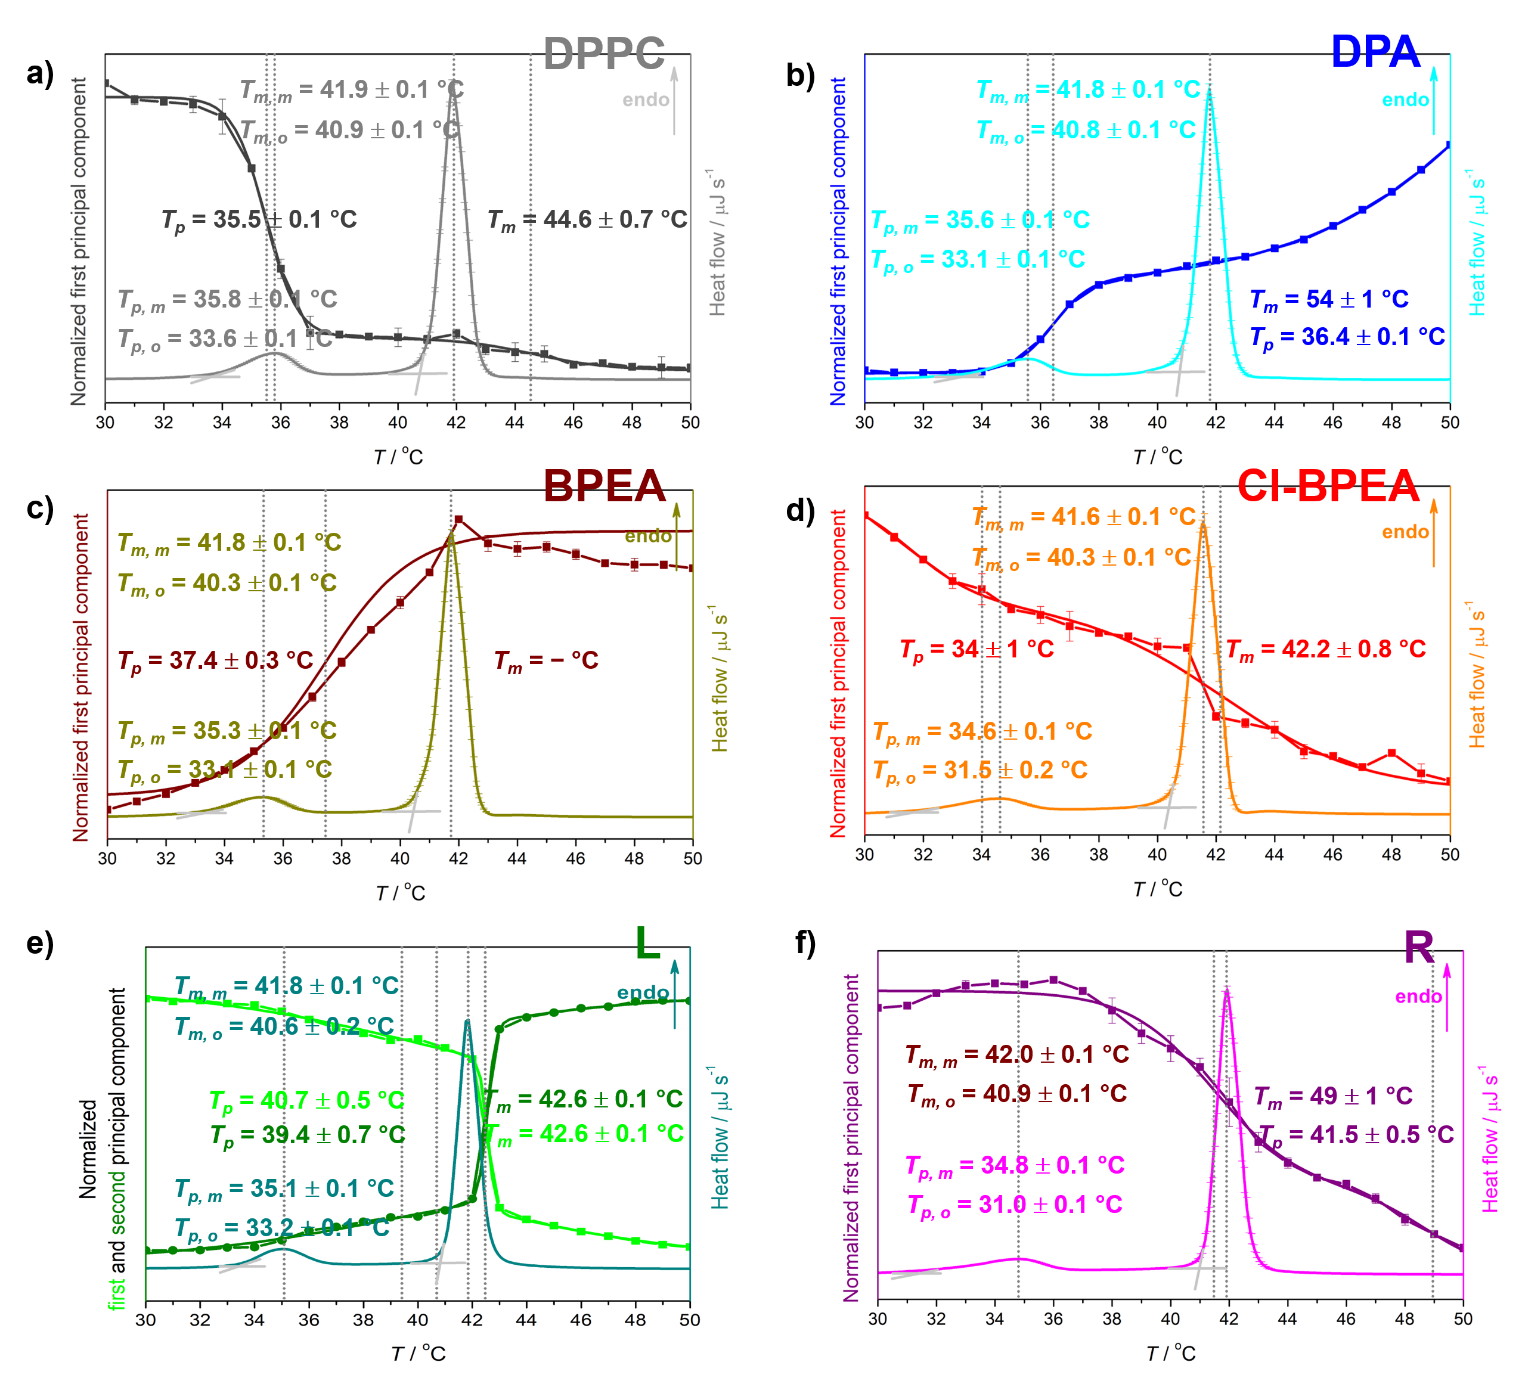 a)
DPPC
Tm, m = 41.9 ± 0.1 °C
Tm, o = 40.9 ± 0.1 °C
endo
Tp = 35.5 ± 0.1 °C
Tm = 44.6 ± 0.7 °C
Tp, m = 35.8 ± 0.1 °C
Tp, o = 33.6 ± 0.1 °C
Normalized first principal component
Heat flow / μJ s-1
30 32 34 36 38 40 42 44 46 48 50
T / oC
b)
DPA
Tm, m = 41.8 ± 0.1 °C
Tm, o = 40.8 ± 0.1 °C
endo
Tp, m = 35.6 ± 0.1 °C
Tp, o = 33.1 ± 0.1 °C
Tm = 54 ± 1 °C
Tp = 36.4 ± 0.1 °C
Normalized first principal component
Heat flow / μJ s-1
30 32 34 36 38 40 42 44 46 48 50
T / oC
c)
BPEA
Tm, m = 41.8 ± 0.1 °C
Tm, o = 40.3 ± 0.1 °C
endo
Tp = 37.4 ± 0.3 °C
Tm = − °C
Tp, m = 35.3 ± 0.1 °C
Tp, o = 33.4 ± 0.1 °C
Normalized first principal component
Heat flow / μJ s-1
30 32 34 36 38 40 42 44 46 48 50
T / oC
d)
Cl-BPEA
Tm, m = 41.6 ± 0.1 °C
Tm, o = 40.3 ± 0.1 °C
endo
Tp = 34 ± 1 °C
Tm = 42.2 ± 0.8 °C
Tp, m = 34.6 ± 0.1 °C
Tp, o = 31.5 ± 0.2 °C
Normalized first principal component
Heat flow / μJ s-1
30 32 34 36 38 40 42 44 46 48 50
T / oC
e)
L
Tm, m = 41.8 ± 0.1 °C
Tm, o = 40.6 ± 0.2 °C
endo
Tp = 40.7 ± 0.5 °C
Tp = 39.4 ± 0.7 °C
Tm = 42.6 ± 0.1 °C
Tm = 42.6 ± 0.1 °C
Tp, m = 35.1 ± 0.1 °C
Tp, o = 33.2 ± 0.1 °C
Normalized
first and second principal component
Heat flow / μJ s-1
30 32 34 36 38 40 42 44 46 48 50
T / oC
f)
R
endo
Tm, m = 42.0 ± 0.1 °C
Tm, o = 40.9 ± 0.1 °C
Tm = 49 ± 1 °C
Tp = 41.5 ± 0.5 °C
Tp, m = 34.8 ± 0.1 °C
Tp, o = 31.0 ± 0.1 °C
Normalized first principal component
Heat flow / μJ s-1
30 32 34 36 38 40 42 44 46 48 50
T / oC